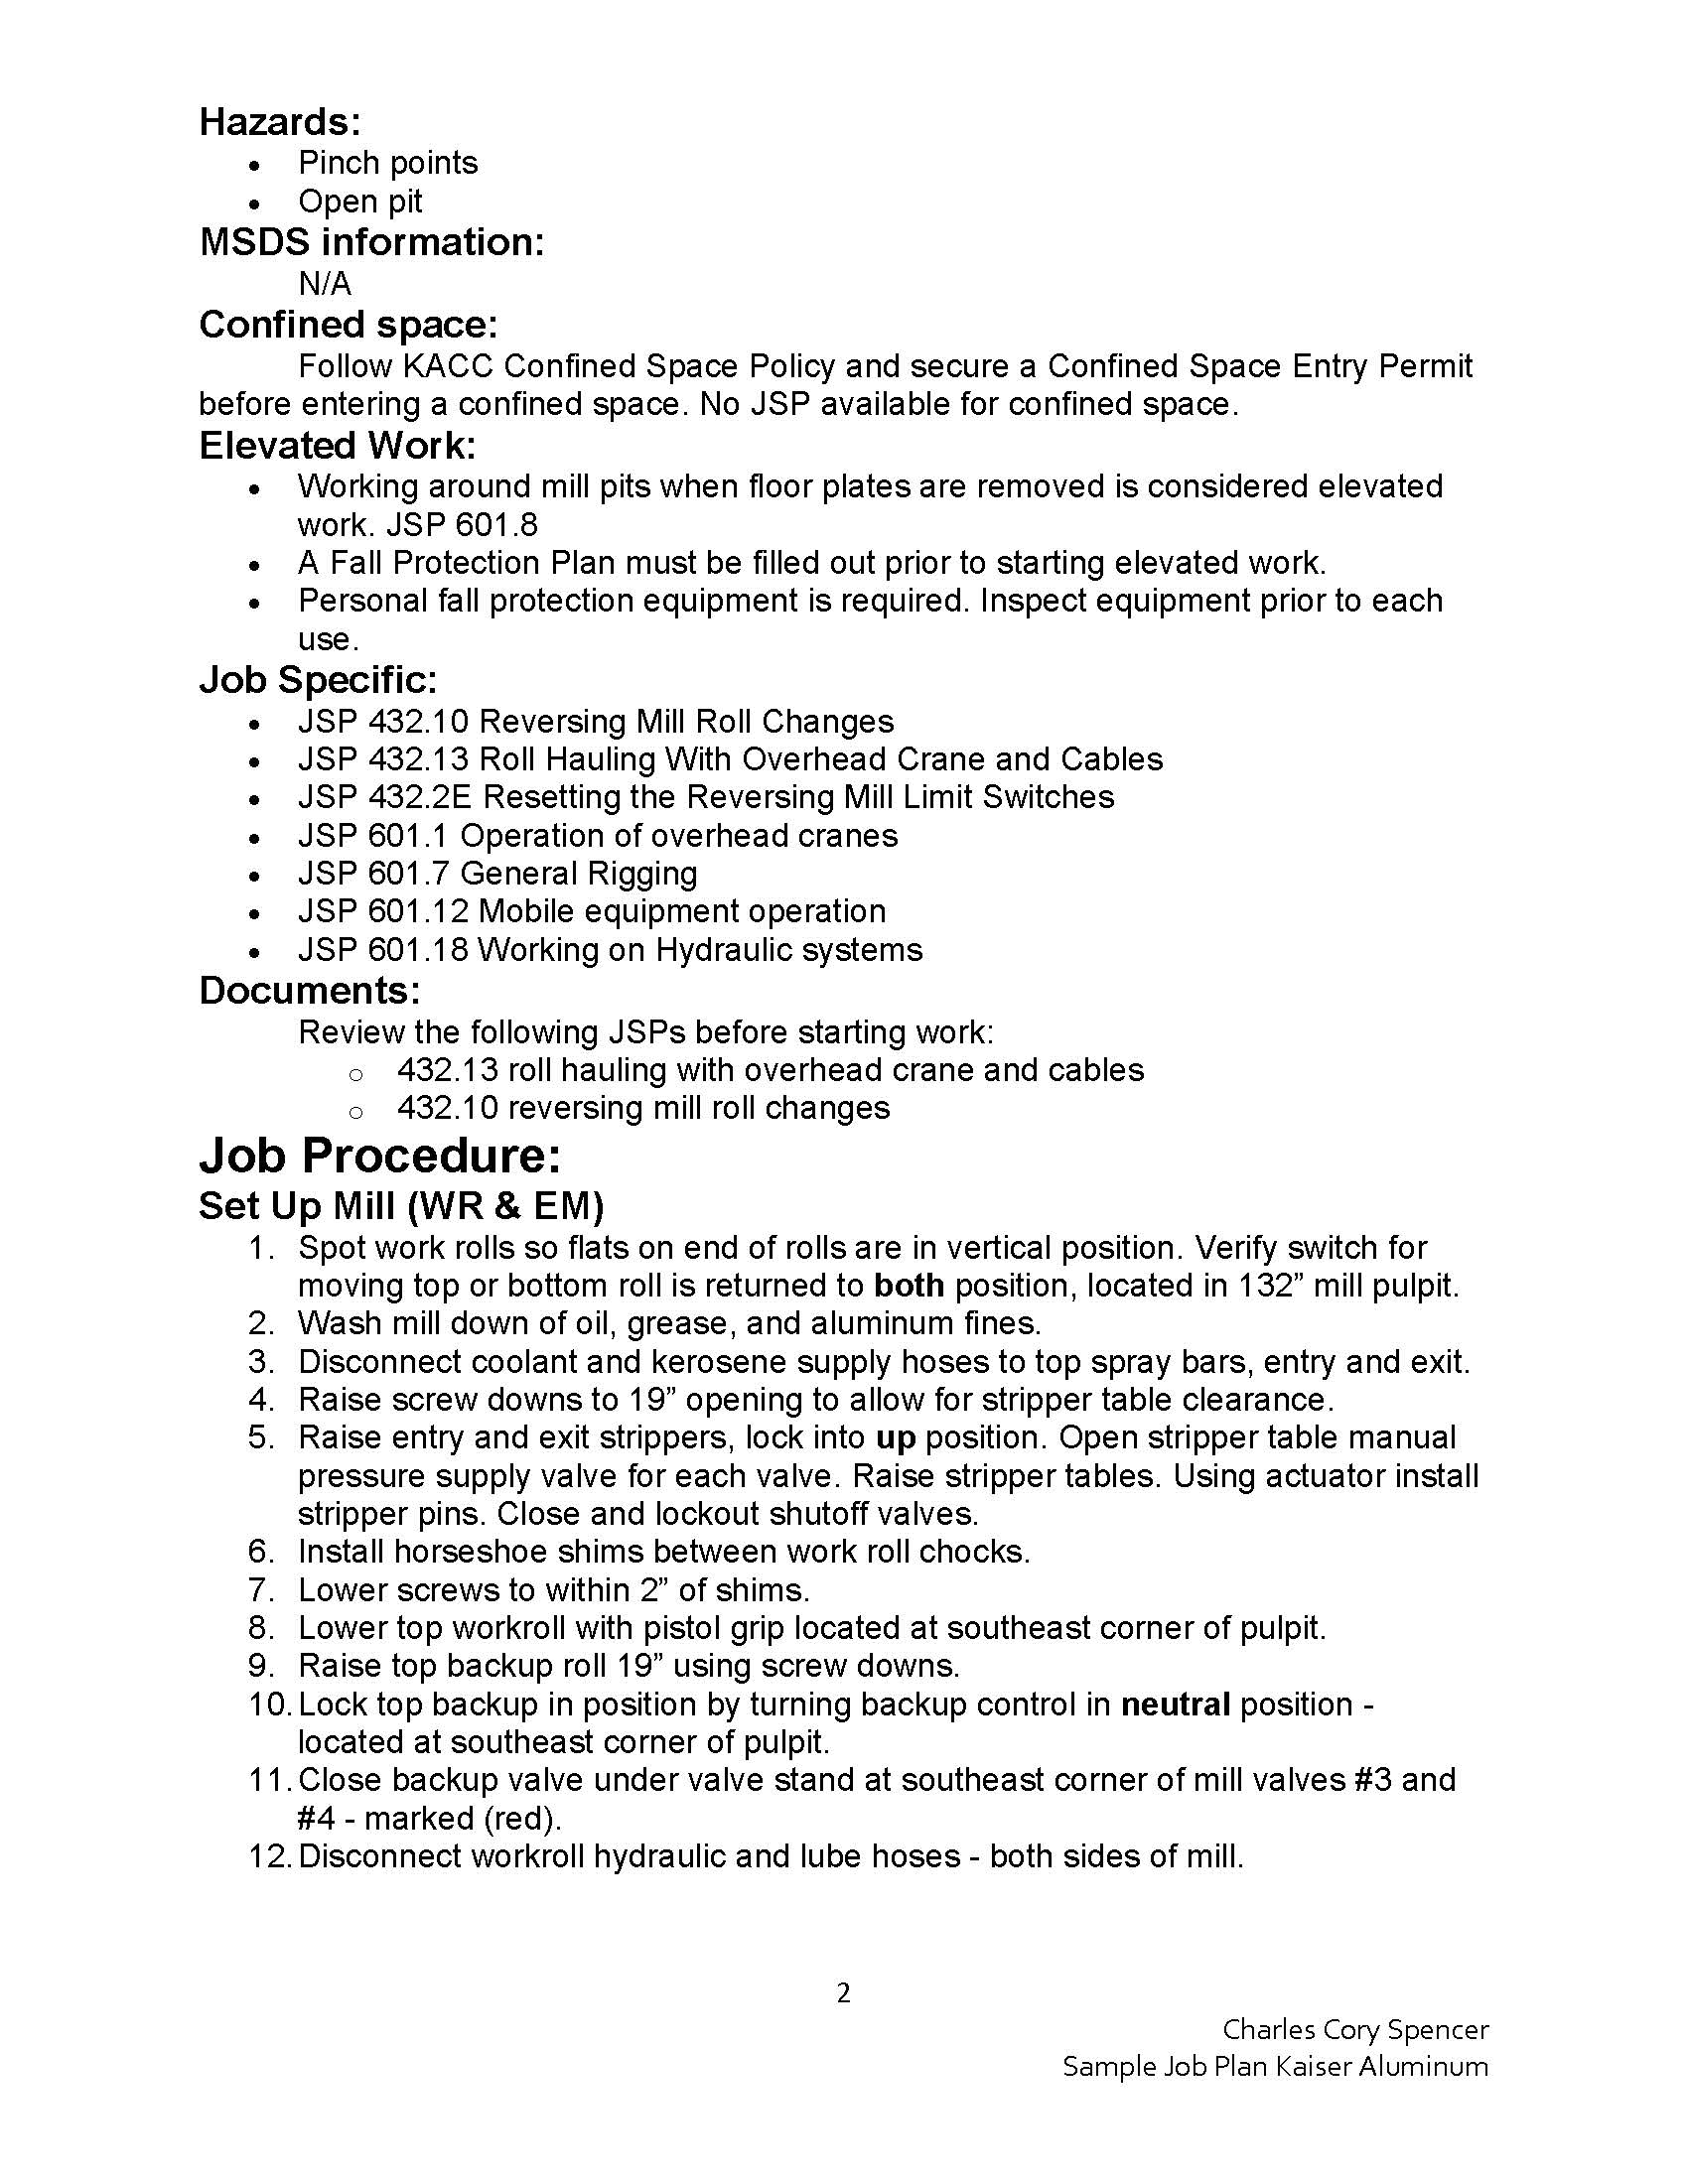 Hazards:
• Pinch points
• Open pit
MSDS information:
N/A
Confined space:
Follow KACC Confined Space Policy and secure a Confined Space Entry Permit
before entering a confined space. No JSP available for confined space.
Elevated Work:
• Working around mill pits when floor plates are removed is considered elevated
work. JSP 601.8
• A Fall Protection Plan must be filled out prior to starting elevated work.
• Personal fall protection equipment is required. Inspect equipment prior to each
use.
Job Specific:
• JSP 432.10 Reversing Mill Roll Changes
• JSP 432.13 Roll Hauling With Overhead Crane and Cables
• JSP 432.2E Resetting the Reversing Mill Limit Switches
• JSP 601.1 Operation of overhead cranes
• JSP 601.7 General Rigging
• JSP 601.12 Mobile equipment operation
• JSP 601.18 Working on Hydraulic systems
Documents:
Review the following JSPs before starting work:
o 432.13 roll hauling with overhead crane and cables
o 432.10 reversing mill roll changes
Job Procedure:
Set Up Mill (WR & EM)
1. Spot work rolls so flats on end of rolls are in vertical position. Verify switch for
moving top or bottom roll is returned to both position, located in 132” mill pulpit.
2. Wash mill down of oil, grease, and aluminum fines.
3. Disconnect coolant and kerosene supply hoses to top spray bars, entry and exit.
4. Raise screw downs to 19” opening to allow for stripper table clearance.
5. Raise entry and exit strippers, lock into up position. Open stripper table manual
pressure supply valve for each valve. Raise stripper tables. Using actuator install
stripper pins. Close and lockout shutoff valves.
6. Install horseshoe shims between work roll chocks.
7. Lower screws to within 2” of shims.
8. Lower top workroll with pistol grip located at southeast corner of pulpit.
9. Raise top backup roll 19” using screw downs.
10. Lock top backup in position by turning backup control in neutral position -
located at southeast corner of pulpit.
11. Close backup valve under valve stand at southeast corner of mill valves #3 and
#4 - marked (red).
12. Disconnect workroll hydraulic and lube hoses - both sides of mill.
2
Charles Cory Spencer
Sample Job Plan Kaiser Aluminum